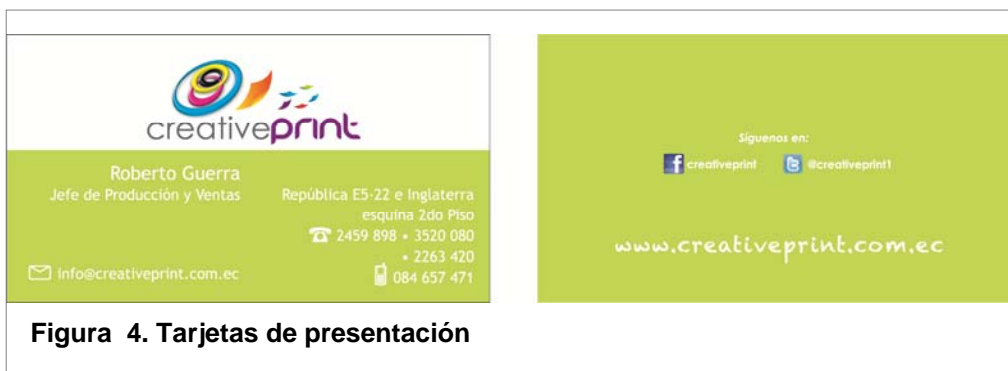 creativeprint
Roberto Guerra
Jefe de Producción y Ventas
info@creativeprint.com.ec
República E5-22 e Inglaterra
esquina 2do Piso
2459 898 • 3520 080
• 2263 420
084 657 471
Síguenos en:
f creativeprint
t @creativeprint1
www.creativeprint.com.ec
Figura 4. Tarjetas de presentación